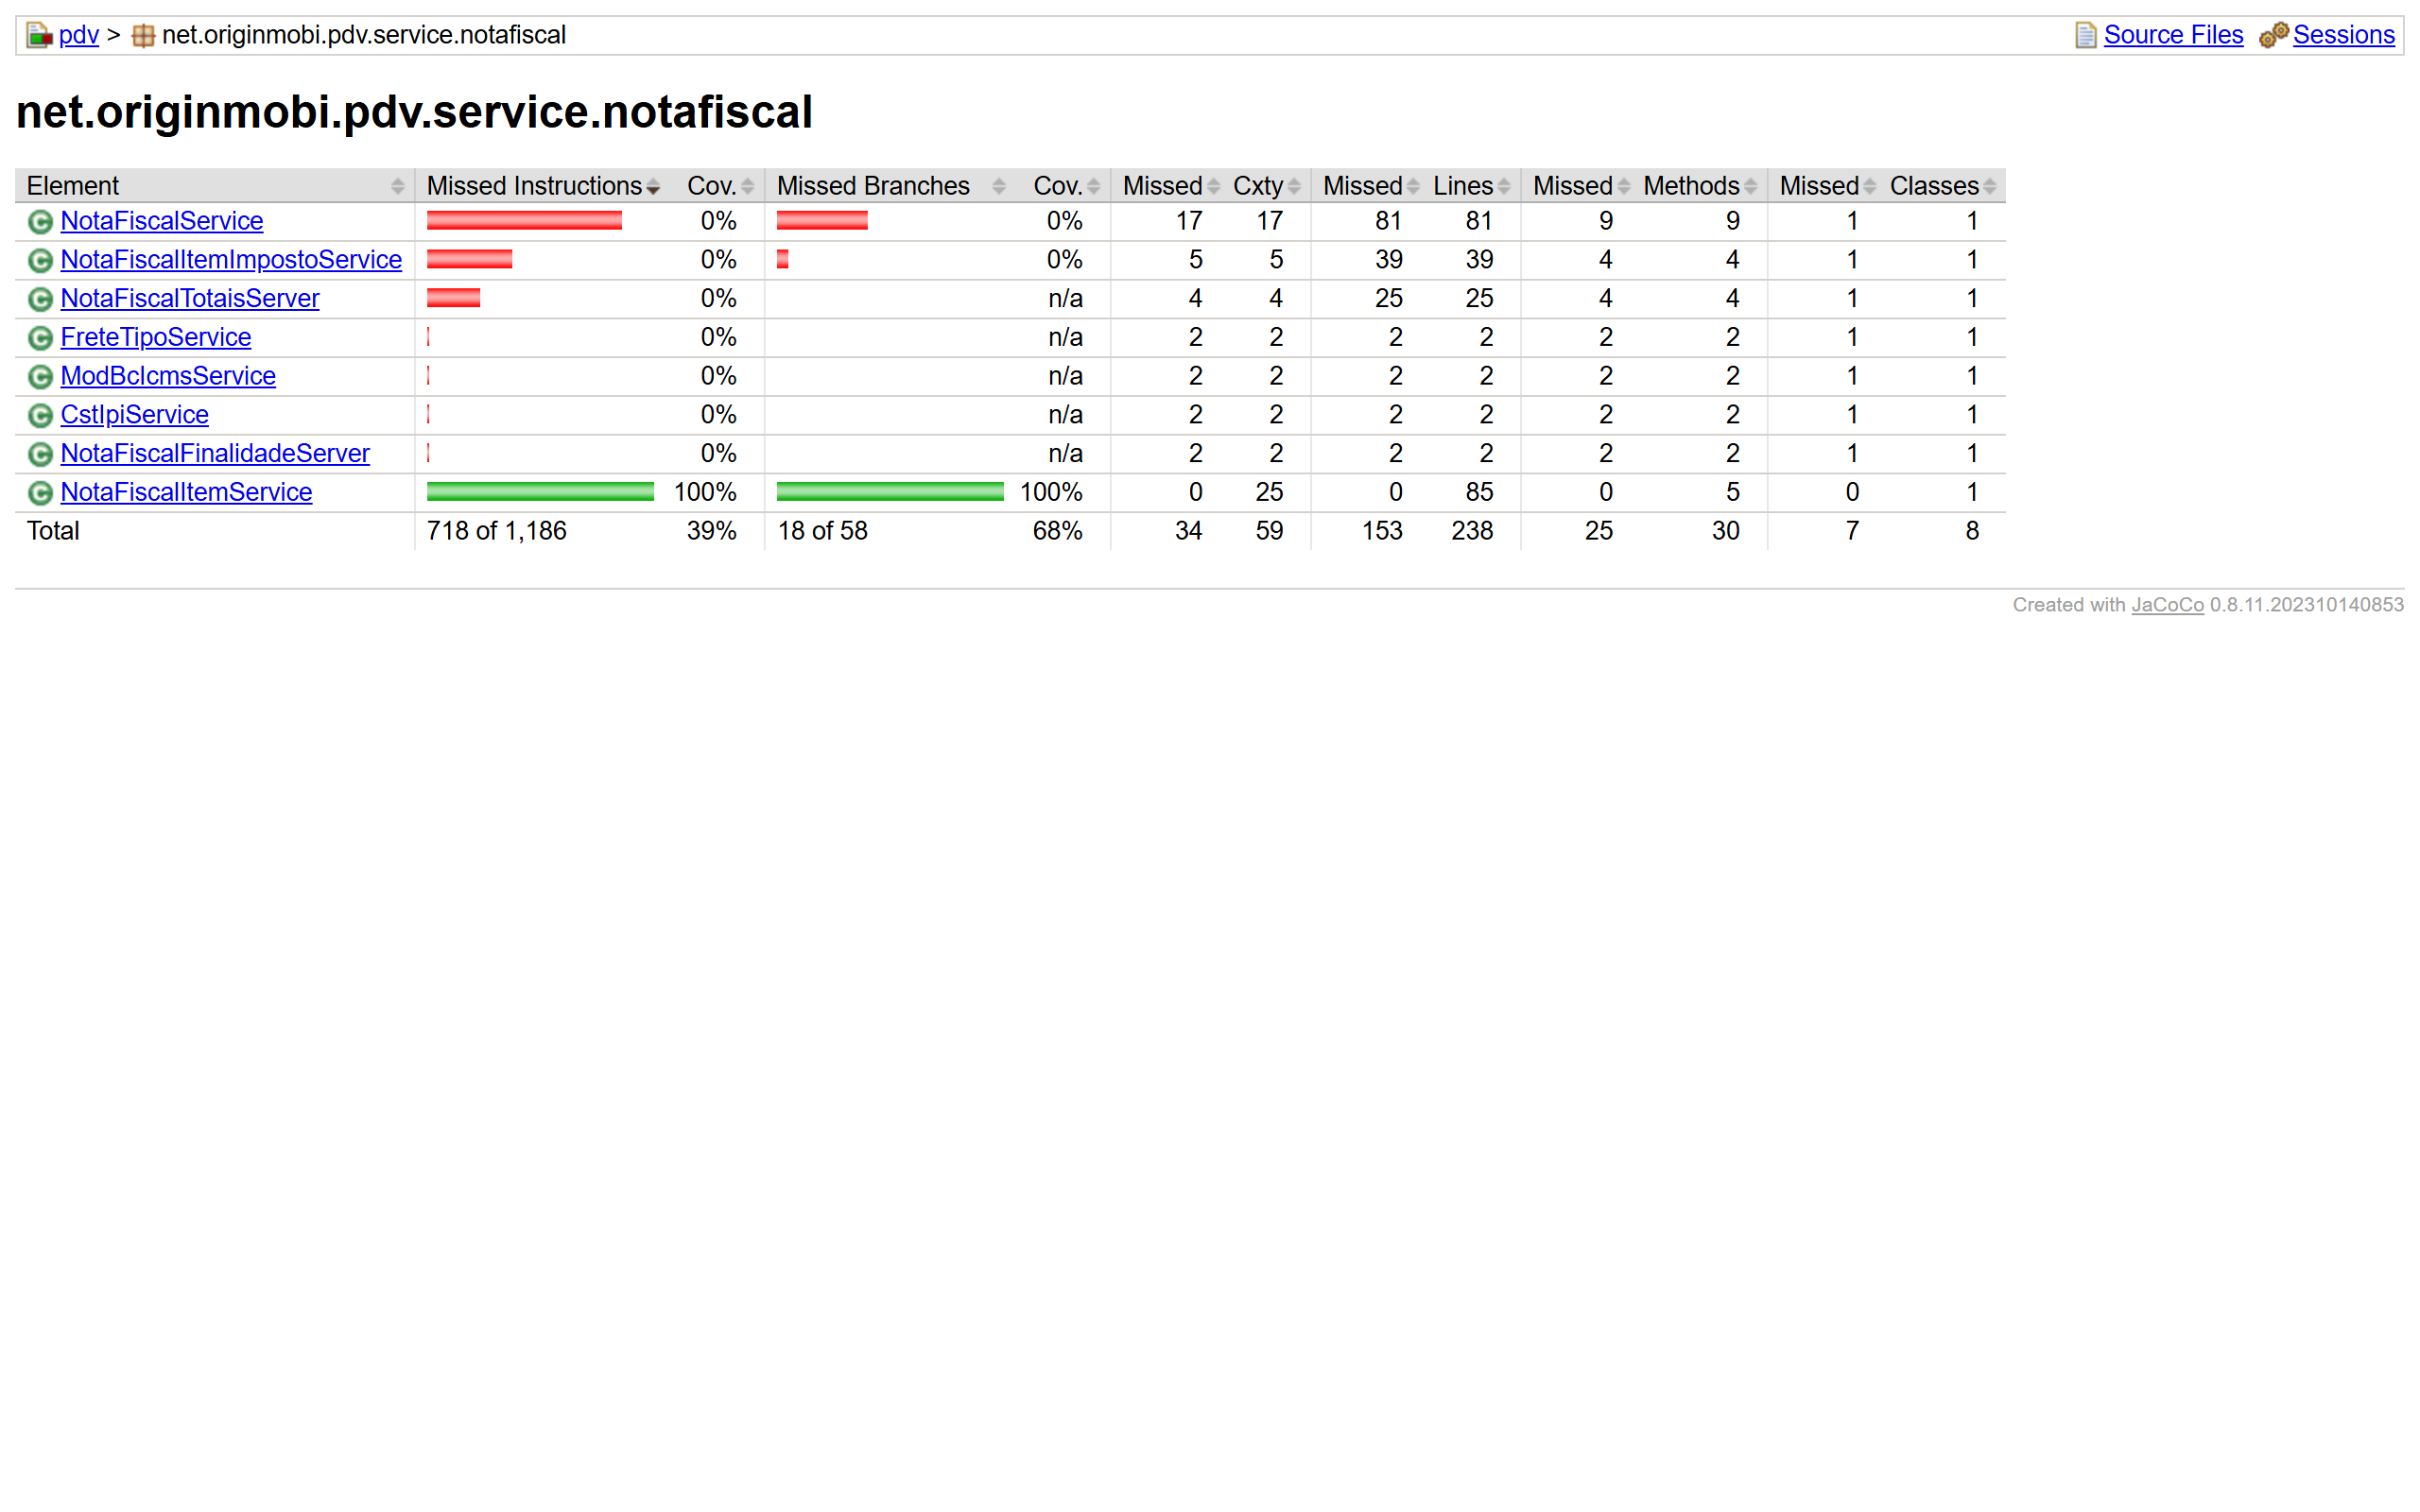 pdv > net.originmobi.pdv.service.notafiscal Source Files Sessions
net.originmobi.pdv.service.notafiscal
Element Missed Instructions Cov. Missed Branches Cov. Missed Cxty Missed Lines Missed Methods Missed Classes
NotaFiscalService 0% 0% 17 17 81 81 9 9 1 1
NotaFiscalItemImpostoService 0% 0% 5 5 39 39 4 4 1 1
NotaFiscalTotaisServer 0% n/a 4 4 25 25 4 4 1 1
FreteTipoService 0% n/a 2 2 2 2 2 2 1 1
ModBcIcmsService 0% n/a 2 2 2 2 2 2 1 1
CstIpiService 0% n/a 2 2 2 2 2 2 1 1
NotaFiscalFinalidadeServer 0% n/a 2 2 2 2 2 2 1 1
NotaFiscalItemService 100% 100% 0 25 0 85 0 5 0 1
Total 718 of 1,186 39% 18 of 58 68% 34 59 153 238 25 30 7 8
Created with JaCoCo 0.8.11.202310140853